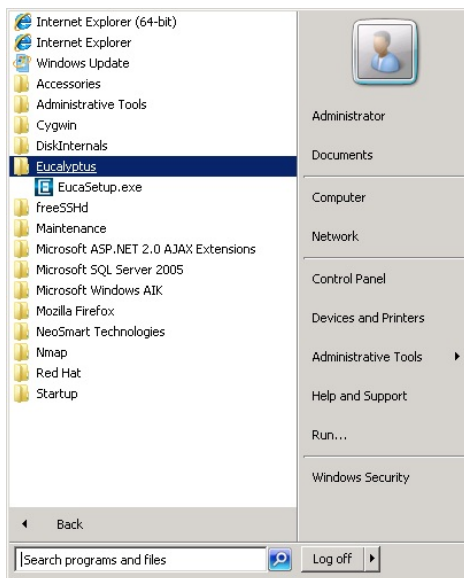 Internet Explorer (64-bit)
Internet Explorer
Windows Update
Accessories
Administrative Tools
Cygwin
DiskInternals
Eucalyptus
EucaSetup.exe
freeSSHd
Maintenance
Microsoft ASP.NET 2.0 AJAX Extensions
Microsoft SQL Server 2005
Microsoft Windows AIK
Mozilla Firefox
NeoSmart Technologies
Nmap
Red Hat
Startup
Back
Search programs and files
Administrator
Documents
Computer
Network
Control Panel
Devices and Printers
Administrative Tools
Help and Support
Run...
Windows Security
Log off